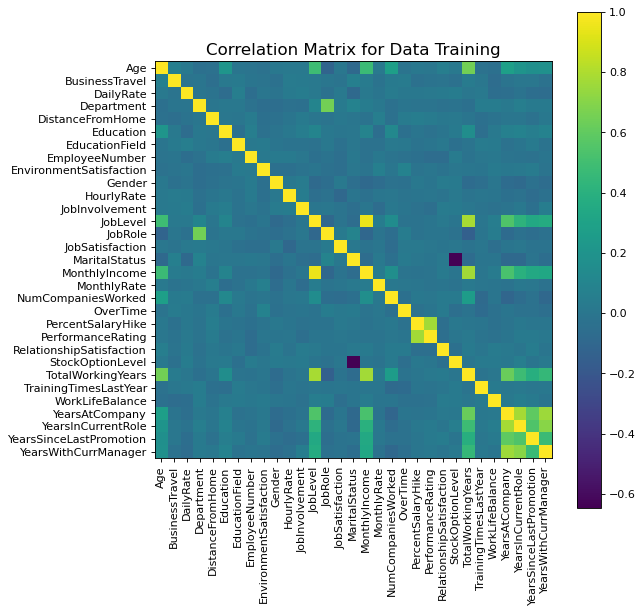 Correlation Matrix for Data Training
Age
BusinessTravel
DailyRate
Department
DistanceFromHome
Education
EducationField
EmployeeNumber
EnvironmentSatisfaction
Gender
HourlyRate
JobInvolvement
JobLevel
JobRole
JobSatisfaction
MaritalStatus
MonthlyIncome
MonthlyRate
NumCompaniesWorked
OverTime
PercentSalaryHike
PerformanceRating
RelationshipSatisfaction
StockOptionLevel
TotalWorkingYears
TrainingTimesLastYear
WorkLifeBalance
YearsAtCompany
YearsInCurrentRole
YearsSinceLastPromotion
YearsWithCurrManager
Age
BusinessTravel
DailyRate
Department
DistanceFromHome
Education
EducationField
EmployeeNumber
EnvironmentSatisfaction
Gender
HourlyRate
JobInvolvement
JobLevel
JobRole
JobSatisfaction
MaritalStatus
MonthlyIncome
MonthlyRate
NumCompaniesWorked
OverTime
PercentSalaryHike
PerformanceRating
RelationshipSatisfaction
StockOptionLevel
TotalWorkingYears
TrainingTimesLastYear
WorkLifeBalance
YearsAtCompany
YearsInCurrentRole
YearsSinceLastPromotion
YearsWithCurrManager
1.0
0.8
0.6
0.4
0.2
0.0
−0.2
−0.4
−0.6